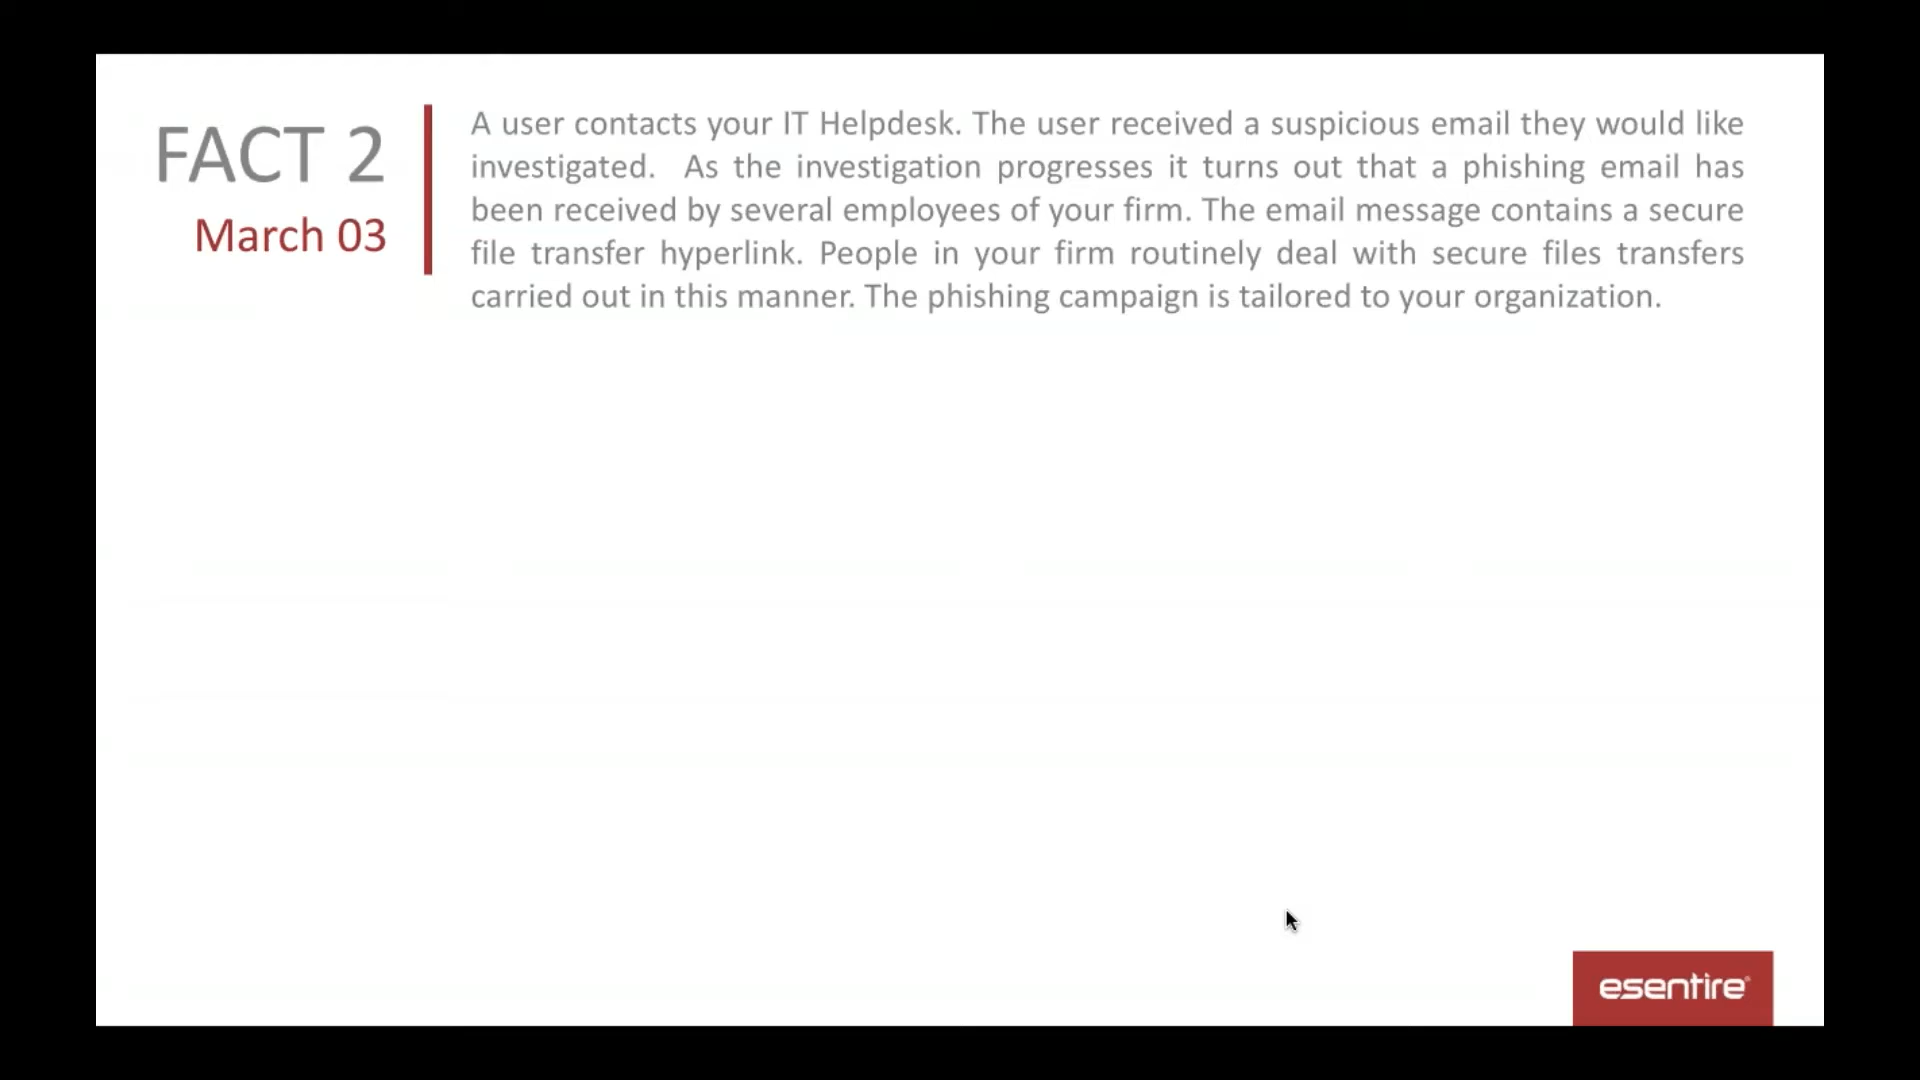 FACT 2
March 03
A user contacts your IT Helpdesk. The user received a suspicious email they would like
investigated.  As the investigation progresses it turns out that a phishing email has
been received by several employees of your firm. The email message contains a secure
file transfer hyperlink. People in your firm routinely deal with secure files transfers
carried out in this manner. The phishing campaign is tailored to your organization.
esentire®